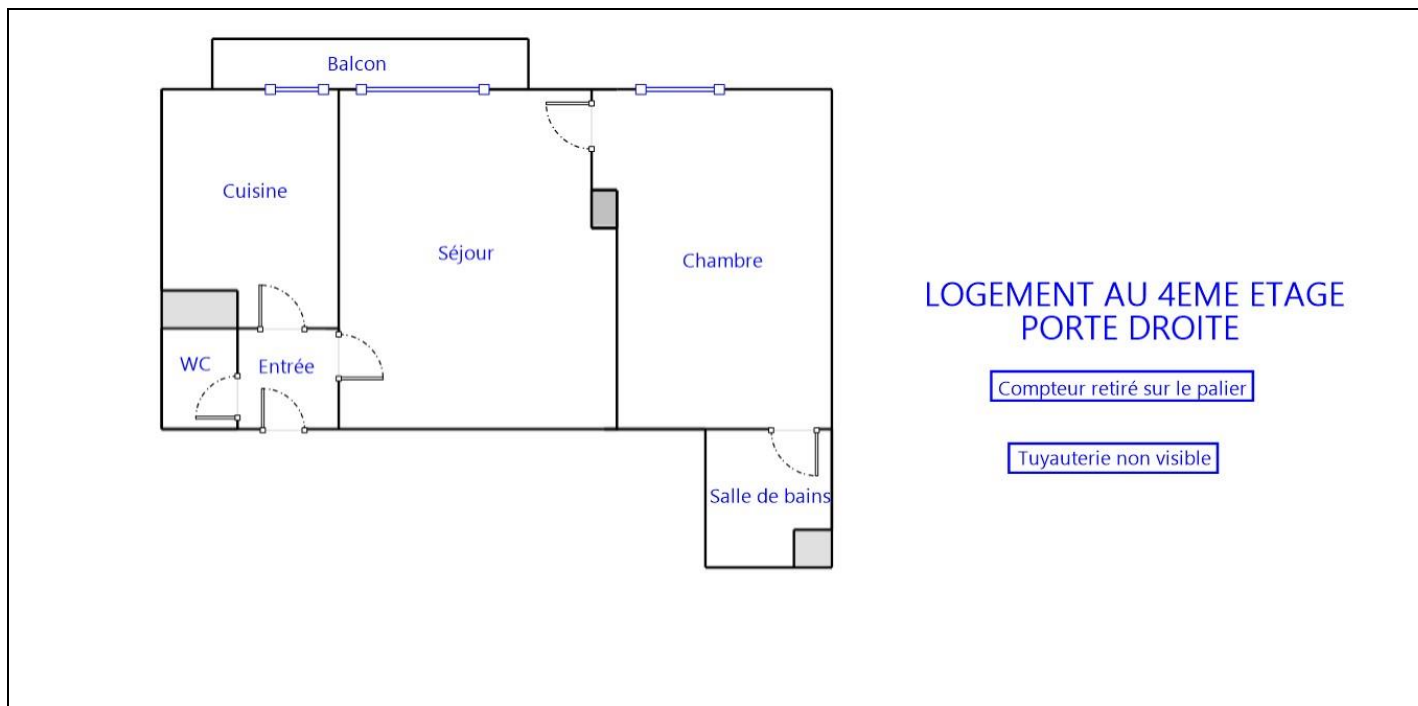 Balcon
Cuisine
Séjour
Chambre
LOGEMENT AU 4EME ETAGE
PORTE DROITE
WC
Entrée
Compteur retiré sur le palier
Tuyauterie non visible
Salle de bains